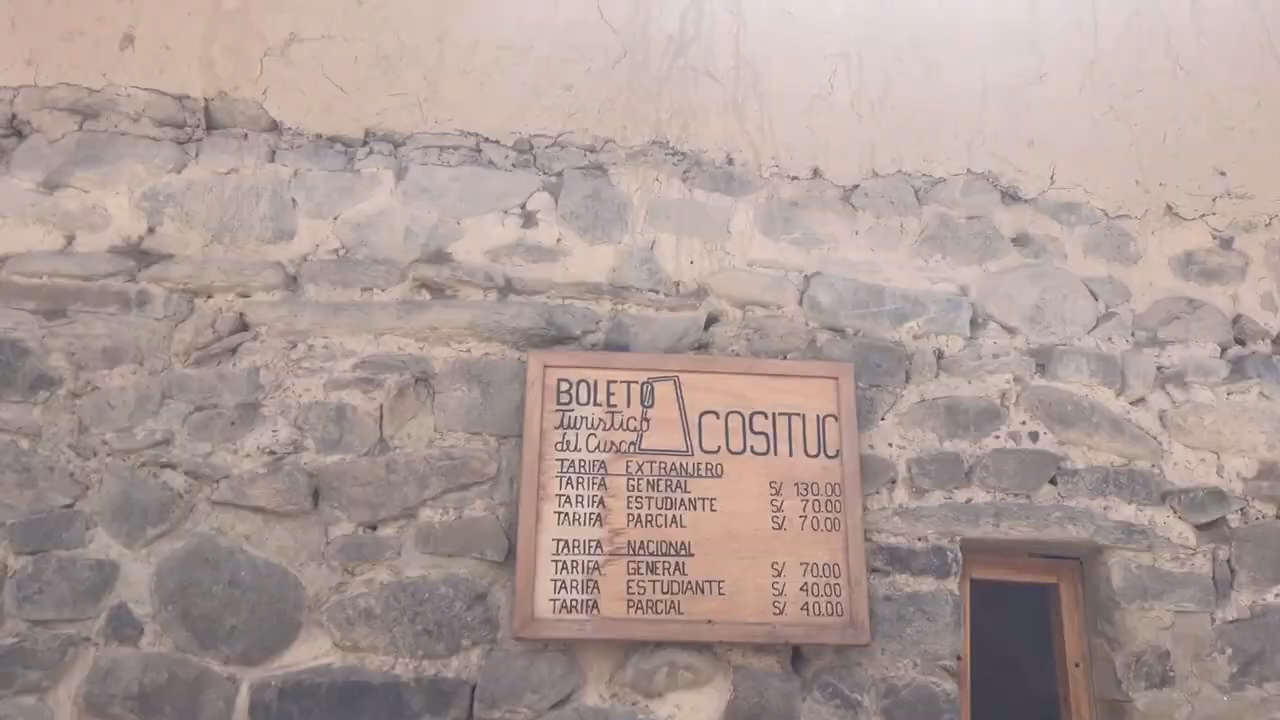 BOLETO
Turistico
del Cusco
COSITUC
TARIFA EXTRANJERO
TARIFA GENERAL S/. 130.00
TARIFA ESTUDIANTE S/. 70.00
TARIFA PARCIAL S/. 70.00
TARIFA NACIONAL
TARIFA GENERAL S/. 70.00
TARIFA ESTUDIANTE S/. 40.00
TARIFA PARCIAL S/. 40.00